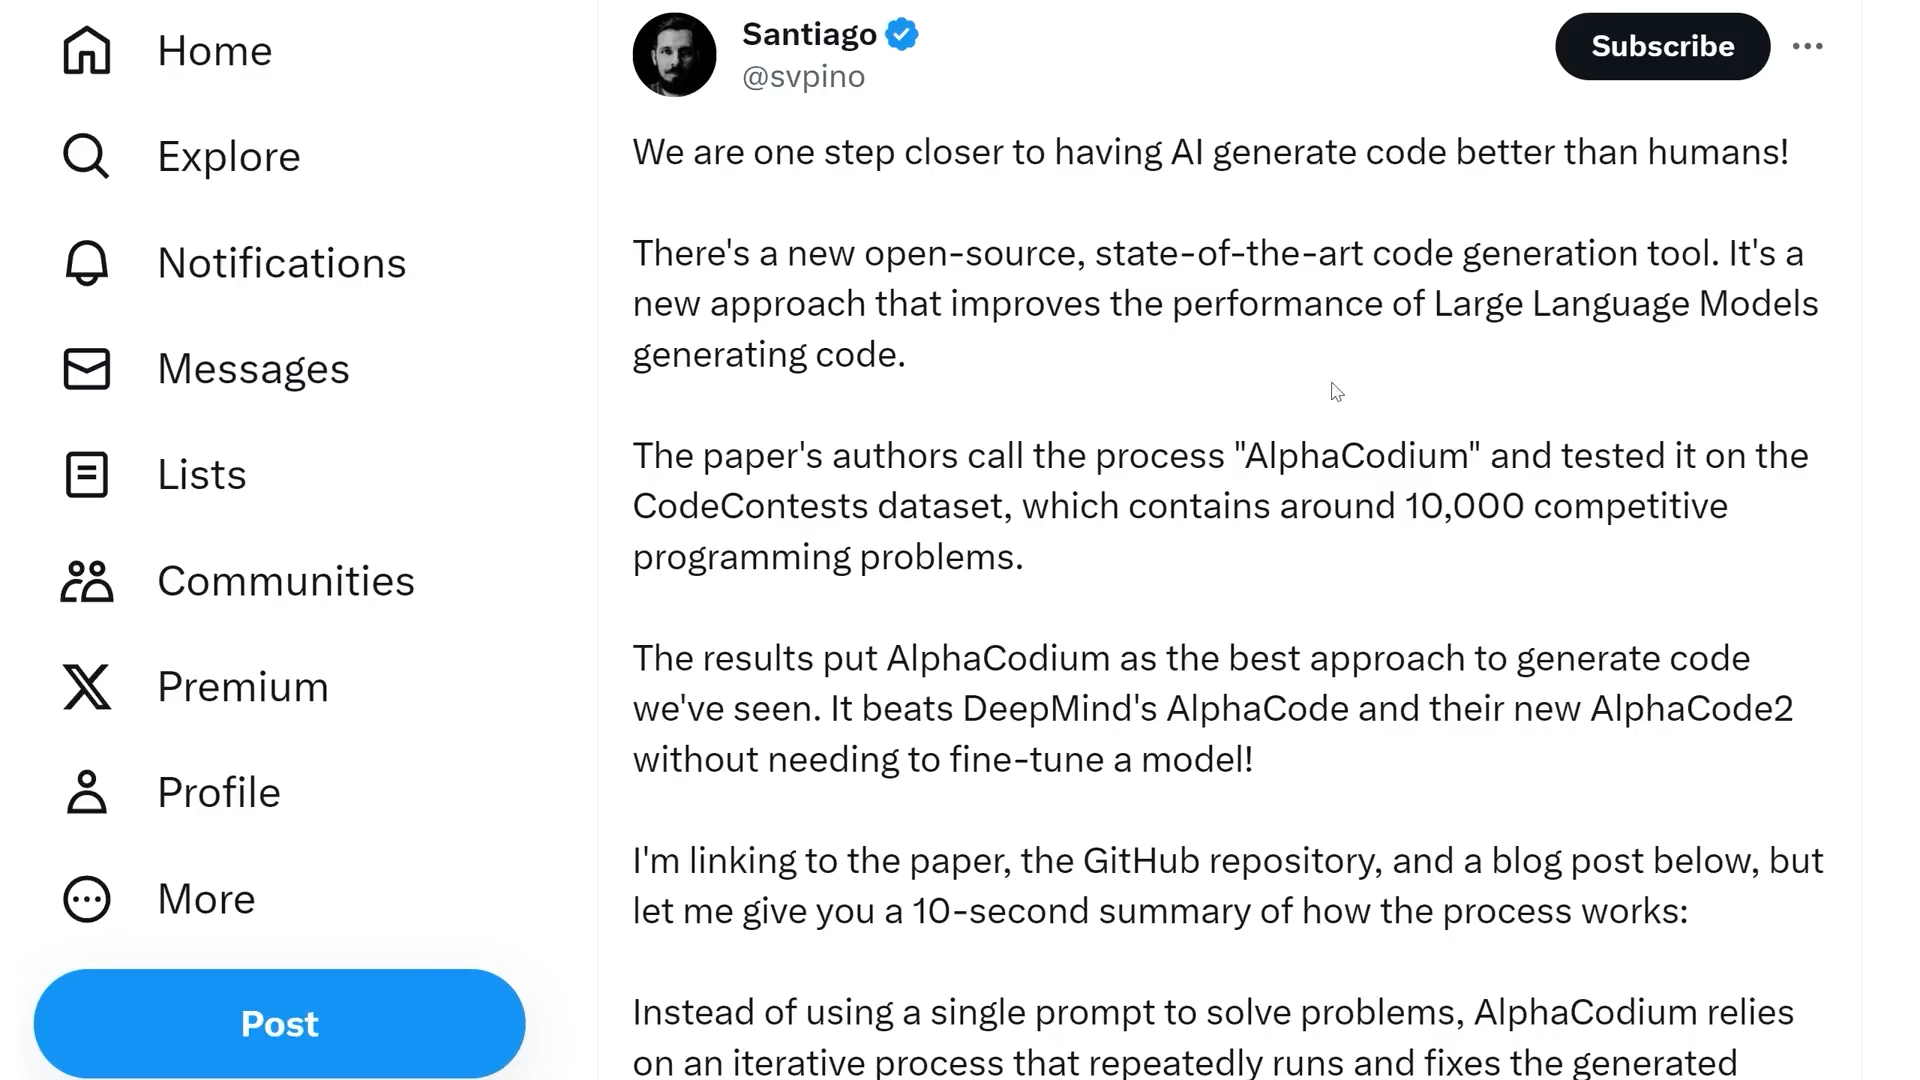 Home
Explore
Notifications
Messages
Lists
Communities
Premium
Profile
More
Post
Santiago
@svpino
Subscribe
We are one step closer to having AI generate code better than humans!
There's a new open-source, state-of-the-art code generation tool. It's a
new approach that improves the performance of Large Language Models
generating code.
The paper's authors call the process "AlphaCodium" and tested it on the
CodeContests dataset, which contains around 10,000 competitive
programming problems.
The results put AlphaCodium as the best approach to generate code
we've seen. It beats DeepMind's AlphaCode and their new AlphaCode2
without needing to fine-tune a model!
I'm linking to the paper, the GitHub repository, and a blog post below, but
let me give you a 10-second summary of how the process works:
Instead of using a single prompt to solve problems, AlphaCodium relies
on an iterative process that repeatedly runs and fixes the generated